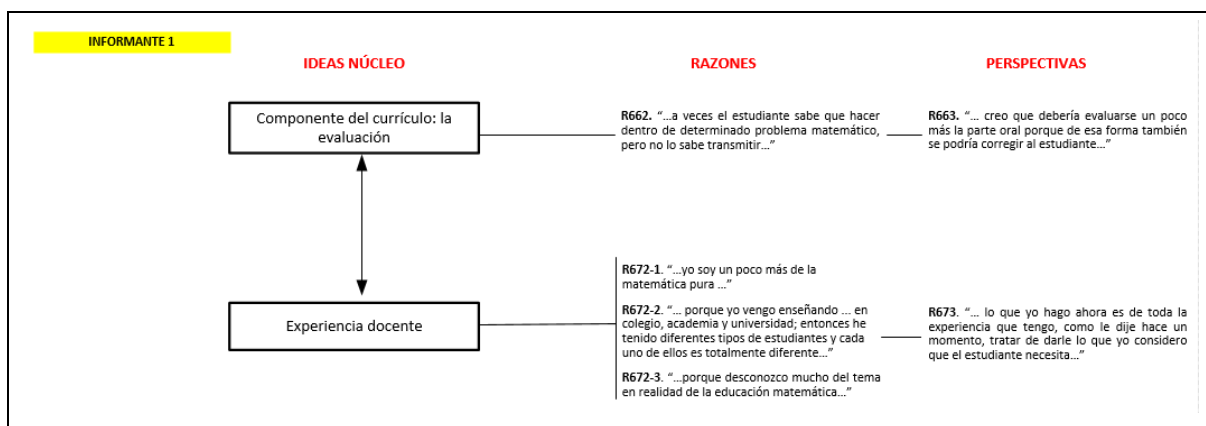 INFORMANTE 1
IDEAS NÚCLEO
RAZONES
PERSPECTIVAS
Componente del currículo: la
evaluación
R662. “...a veces el estudiante sabe que hacer
dentro de determinado problema matemático,
pero no lo sabe transmitir...”
R663. “... creo que debería evaluarse un poco
más la parte oral porque de esa forma también
se podría corregir al estudiante...”
Experiencia docente
R672-1. “...yo soy un poco más de la
matemática pura ...”
R672-2. “... porque yo vengo enseñando ... en
colegio, academia y universidad; entonces he
tenido diferentes tipos de estudiantes y cada
uno de ellos es totalmente diferente...”
R672-3. “...porque desconozco mucho del tema
en realidad de la educación matemática...”
R673. “... lo que yo hago ahora es de toda la
experiencia que tengo, como le dije hace un
momento, tratar de darle lo que yo considero
que el estudiante necesita...”